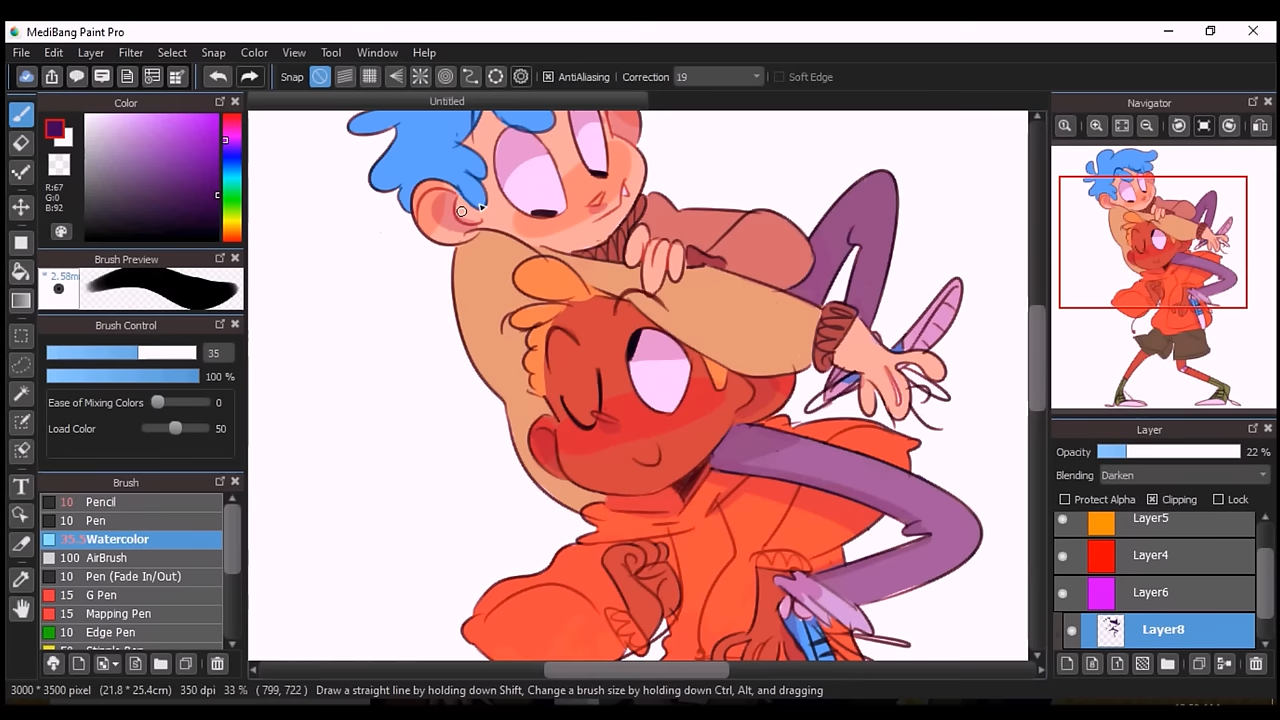 MediBang Paint Pro
File Edit Layer Filter Select Snap Color View Tool Window Help
Snap AntiAliasing Correction 19 Soft Edge
Color
Untitled
Navigator
R:67
G:0
B:92
Brush Preview
* 2.58m
Brush Control
35
100 %
Ease of Mixing Colors 0
Load Color 50
Brush
10 Pencil
10 Pen
35.5 Watercolor
100 AirBrush
10 Pen (Fade In/Out)
15 G Pen
15 Mapping Pen
10 Edge Pen
Layer
Opacity 22 %
Blending Darken
Protect Alpha Clipping Lock
Layer5
Layer4
Layer6
Layer8
3000 * 3500 pixel (21.8 * 25.4cm) 350 dpi 33 % ( 799, 722 ) Draw a straight line by holding down Shift, Change a brush size by holding down Ctrl, Alt, and dragging